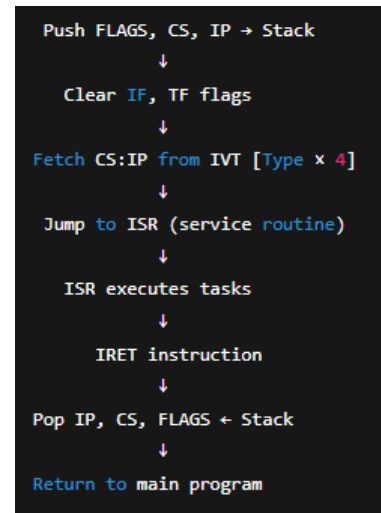 Push FLAGS, CS, IP → Stack
↓
Clear IF, TF flags
↓
Fetch CS:IP from IVT [Type × 4]
↓
Jump to ISR (service routine)
↓
ISR executes tasks
↓
IRET instruction
↓
Pop IP, CS, FLAGS ← Stack
↓
Return to main program